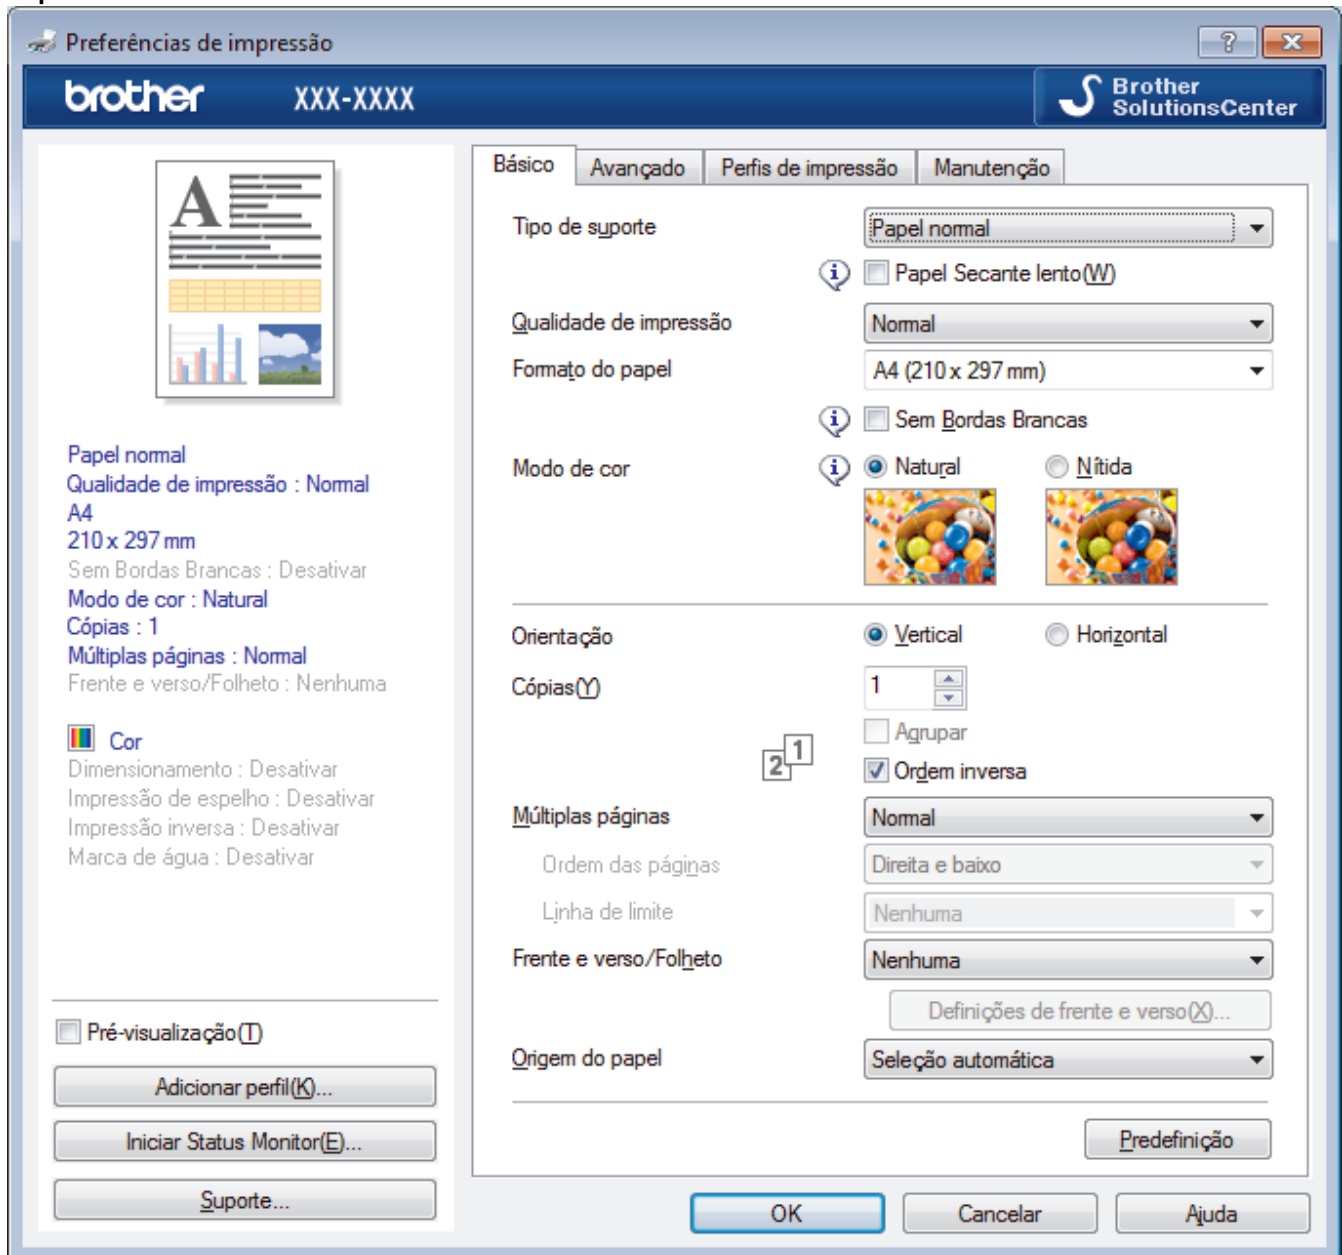 Preferências de impressão
brother XXX-XXXX
Brother
SolutionsCenter
A
Papel normal
Qualidade de impressão : Normal
A4
210 x 297 mm
Sem Bordas Brancas : Desativar
Modo de cor : Natural
Cópias : 1
Múltiplas páginas : Normal
Frente e verso/Folheto : Nenhuma
Cor
Dimensionamento : Desativar
Impressão de espelho : Desativar
Impressão inversa : Desativar
Marca de água : Desativar
Pré-visualização(T)
Adicionar perfil(K)...
Iniciar Status Monitor(E)...
Suporte...
Básico Avançado Perfis de impressão Manutenção
Tipo de suporte Papel normal
Papel Secante lento(W)
Qualidade de impressão Normal
Formato do papel A4 (210 x 297 mm)
Sem Bordas Brancas
Modo de cor Natural Nítida
Orientação Vertical Horizontal
Cópias(Y) 1
Agrupar
2 1
Ordem inversa
Múltiplas páginas Normal
Ordem das páginas Direita e baixo
Linha de limite Nenhuma
Frente e verso/Folheto Nenhuma
Definições de frente e verso(X)...
Origem do papel Seleção automática
Predefinição
OK Cancelar Ajuda